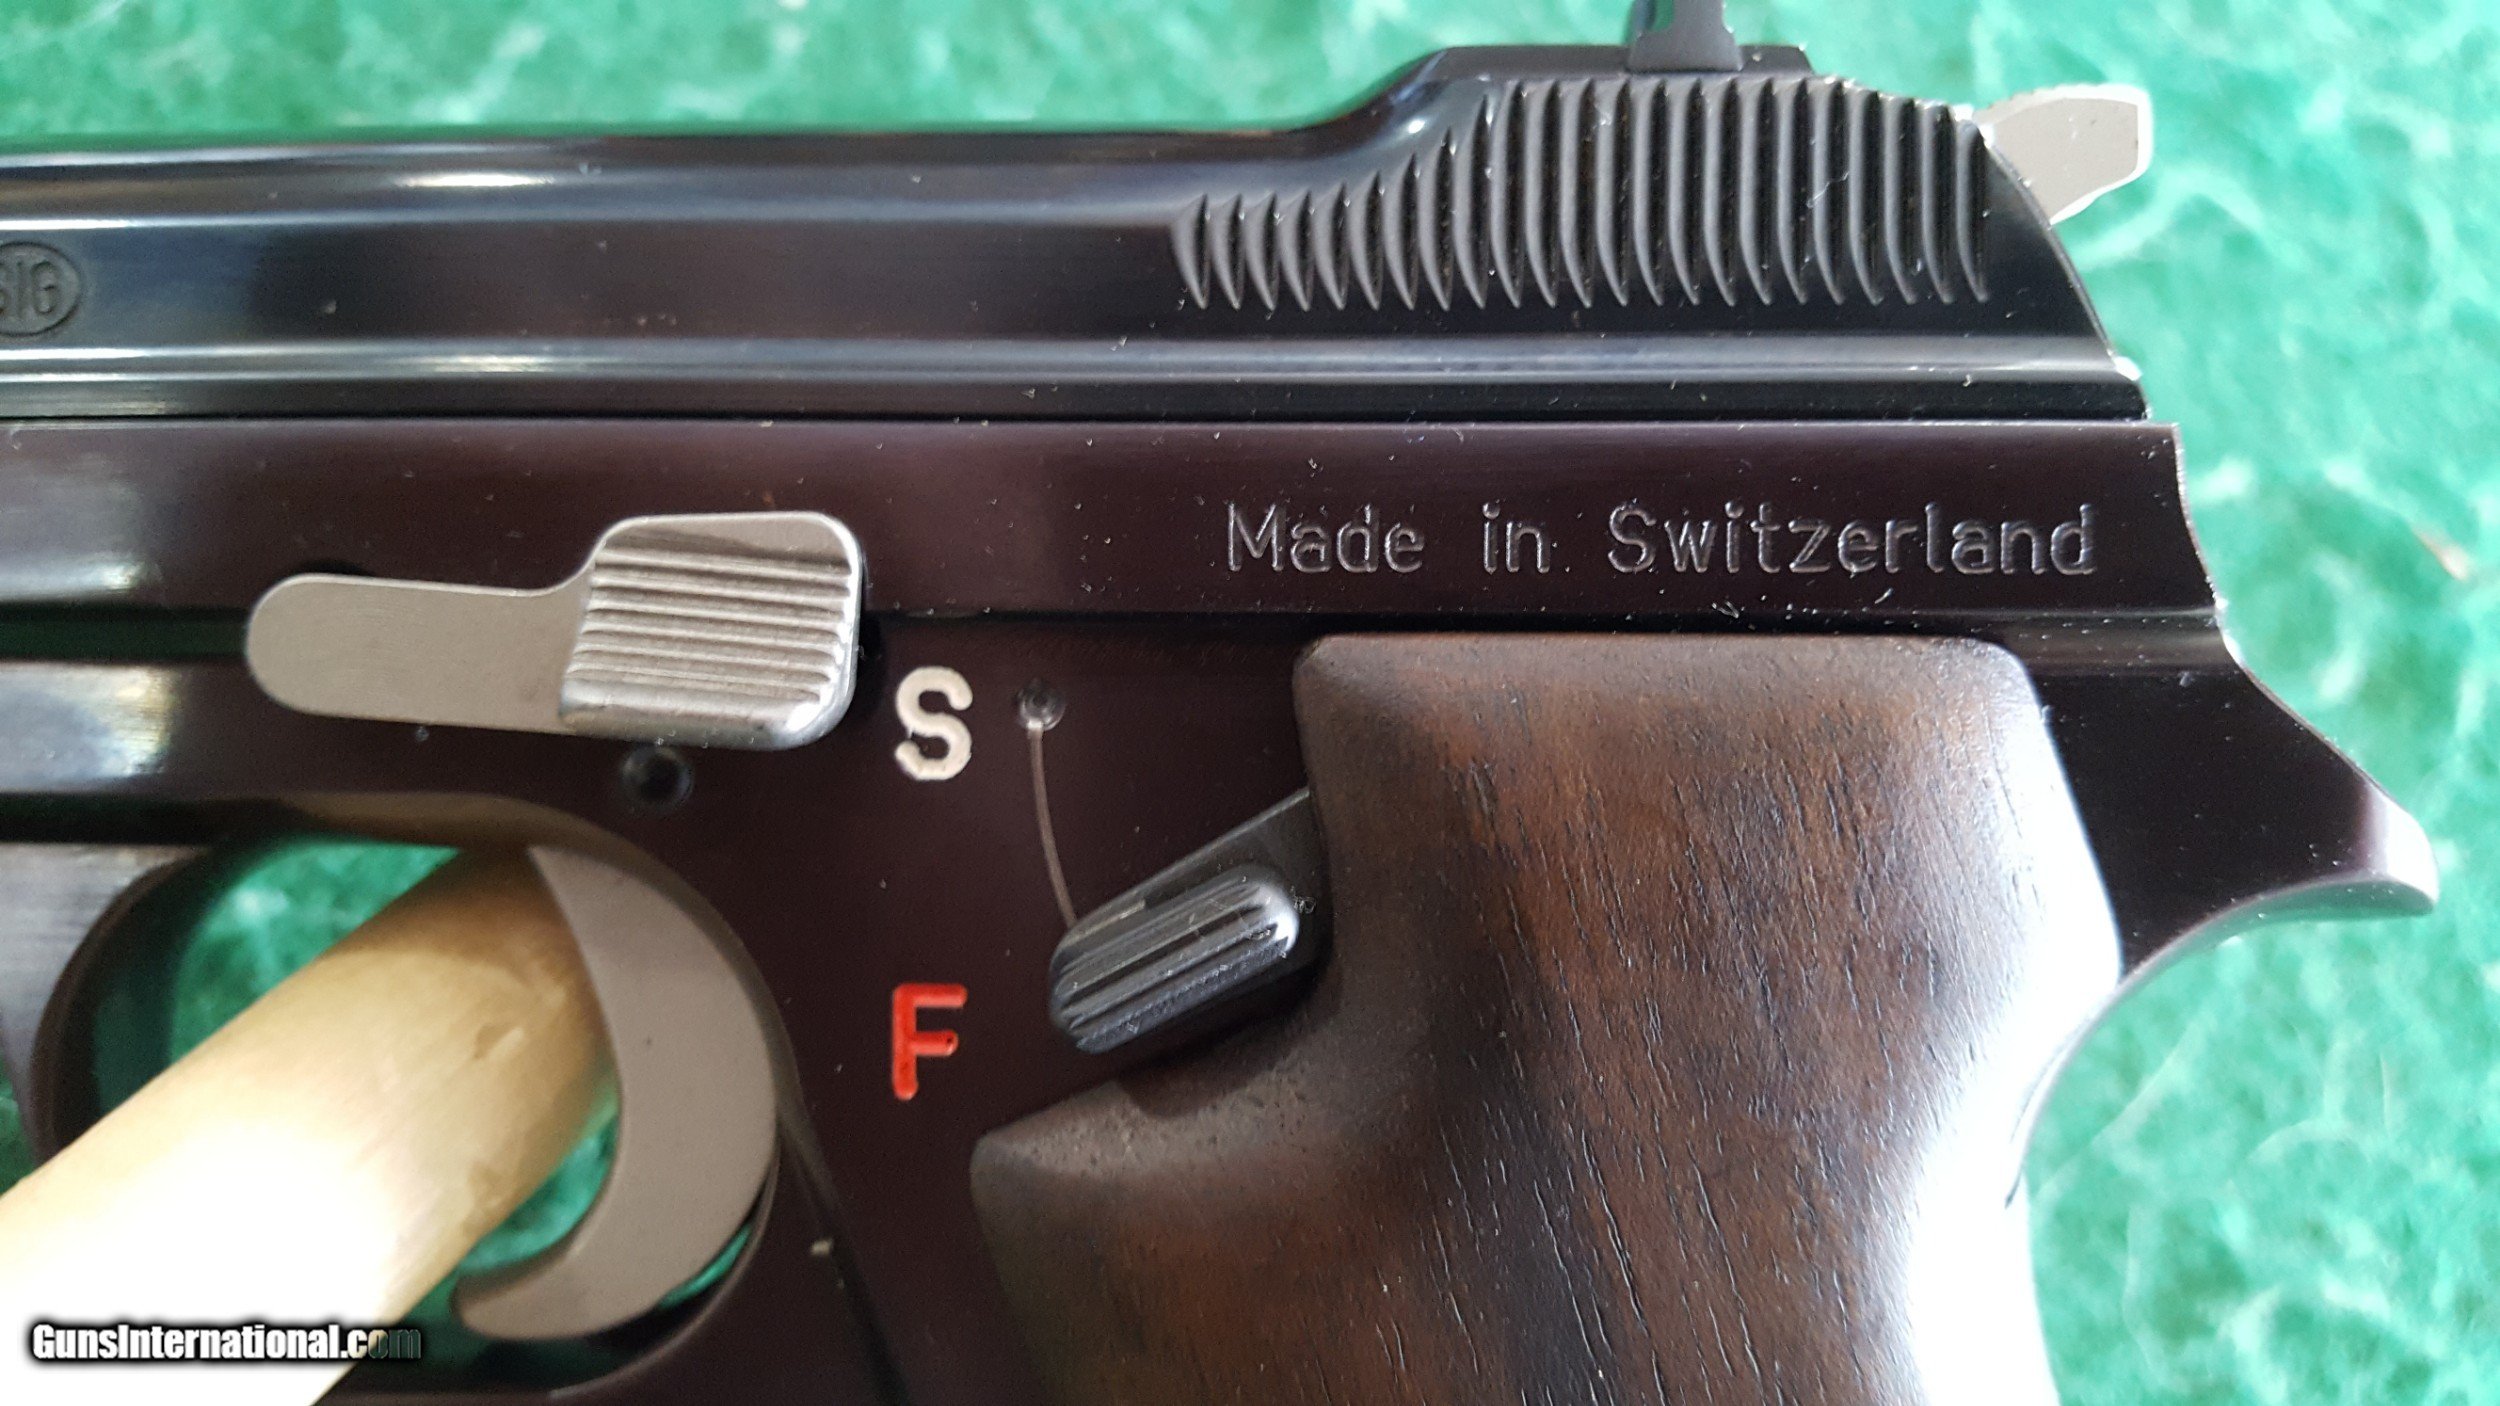 SIG
Made in Switzerland
S
F
GunsInternational.com